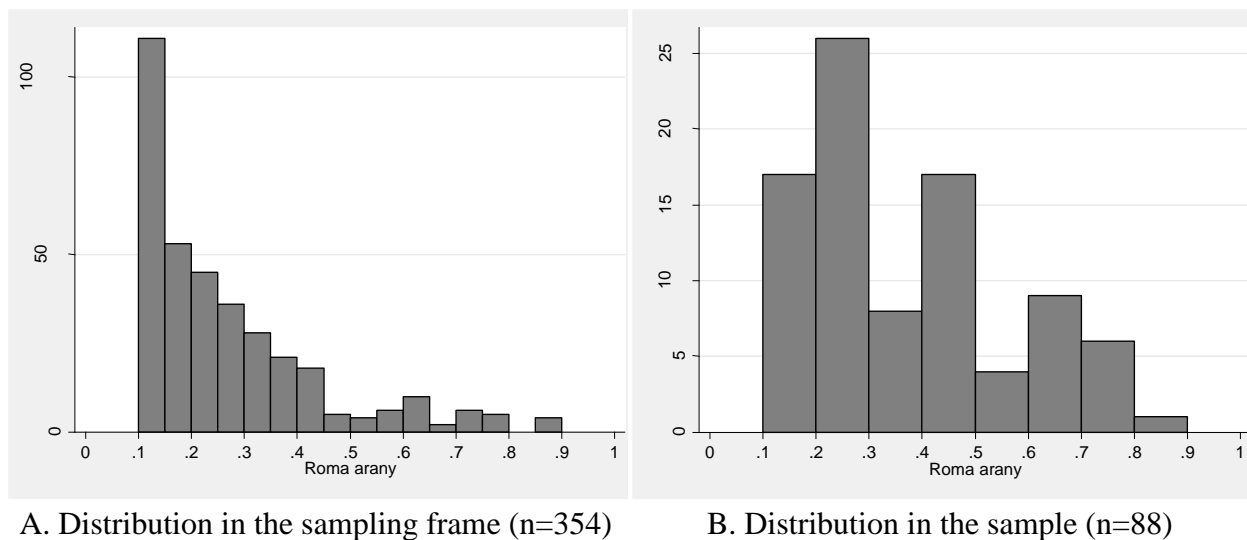 100
50
0
0 .1 .2 .3 .4 .5 .6 .7 .8 .9 1
Roma arany
A. Distribution in the sampling frame (n=354)
25
20
15
10
5
0
0 .1 .2 .3 .4 .5 .6 .7 .8 .9 1
Roma arany
B. Distribution in the sample (n=88)